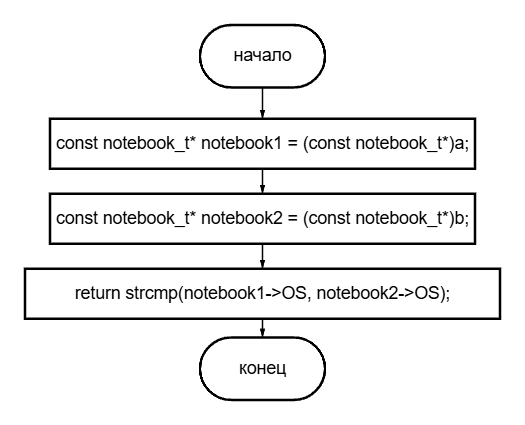 начало
const notebook_t* notebook1 = (const notebook_t*)a;
const notebook_t* notebook2 = (const notebook_t*)b;
return strcmp(notebook1->OS, notebook2->OS);
конец